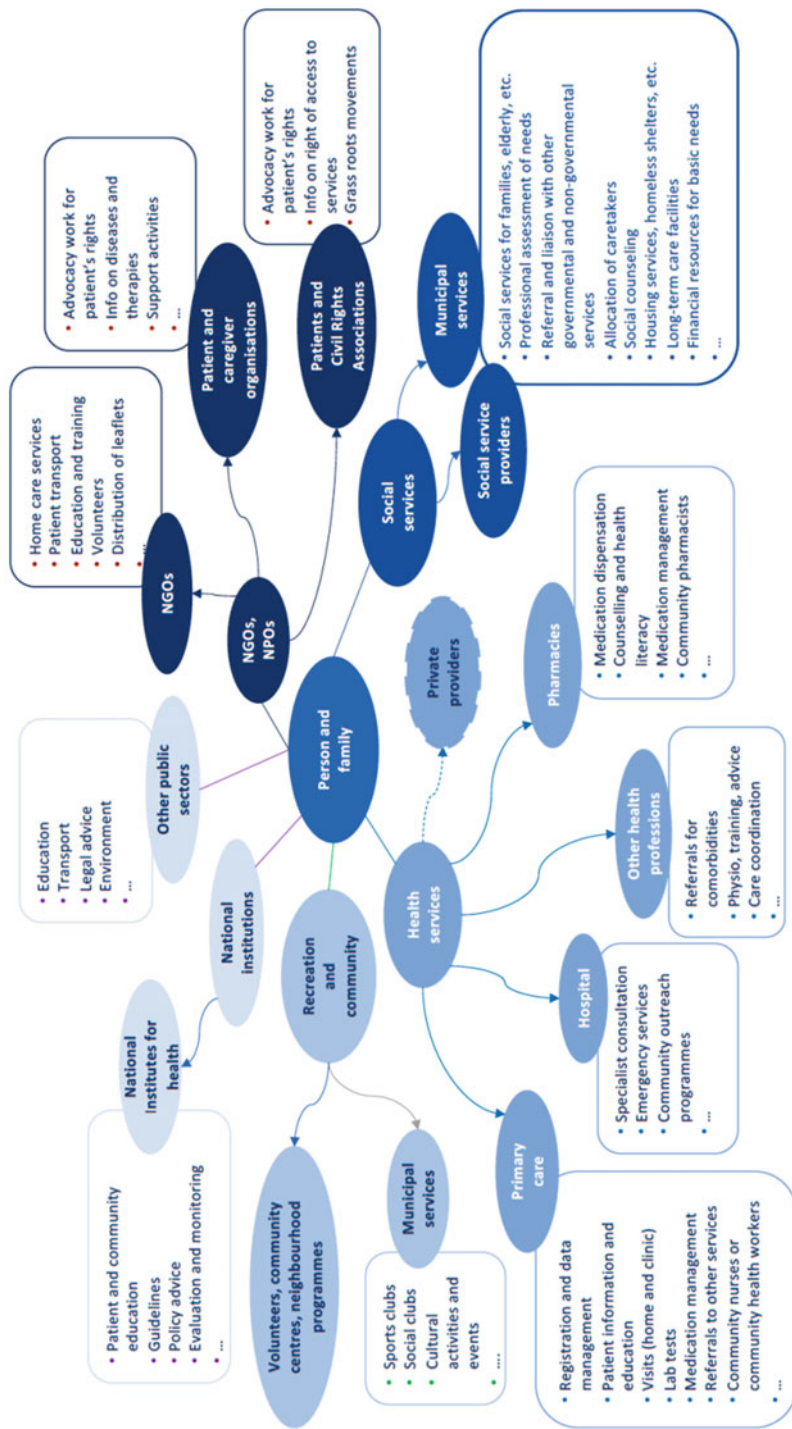 • Patient and community
education
• Guidelines
• Policy advice
• Evaluation and monitoring
• ...
National
Institutes for
health
• Education
• Transport
• Legal advice
• Environment
• ...
Other public
sectors
National
institutions
• Home care services
• Patient transport
• Education and training
• Volunteers
• Distribution of leaflets
• ...
NGOs
NGOs,
NPOs
• Advocacy work for
patient's rights
• Info on diseases and
therapies
• Support activities
• ...
Patient and
caregiver
organisations
• Advocacy work for
patient's rights
• Info on right of access to
services
• Grass roots movements
Patients and
Civil Rights
Associations
Volunteers, community
centres, neighbourhood
programmes
Recreation
and
community
Person and
family
Municipal
services
• Sports clubs
• Social clubs
• Cultural
activities and
events
• ....
Social
services
Municipal
services
Social service
providers
• Social services for families, elderly, etc.
• Professional assessment of needs
• Referral and liaison with other
governmental and non-governmental
services
• Allocation of caretakers
• Social counseling
• Housing services, homeless shelters, etc.
• Long-term care facilities
• Financial resources for basic needs
• ...
Health
services
Private
providers
Primary
care
• Registration and data
management
• Patient information and
education
• Visits (home and clinic)
• Lab tests
• Medication management
• Referrals to other services
• Community nurses or
community health workers
• ...
Hospital
• Specialist consultation
• Emergency services
• Community outreach
programmes
• ...
Other health
professions
• Referrals for
comorbidities
• Physio, training, advice
• Care coordination
• ...
Pharmacies
• Medication dispensation
• Counselling and health
literacy
• Medication management
• Community pharmacists
• ...